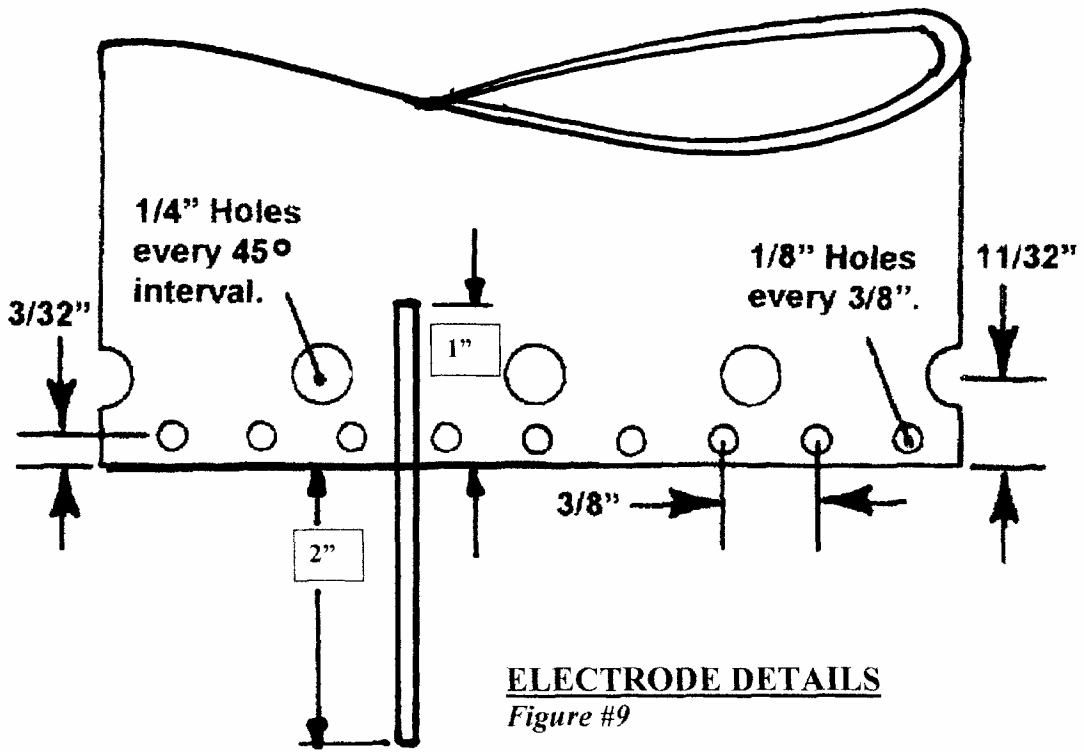 1/4” Holes
every 45°
interval.
1/8” Holes
every 3/8”.
11/32”
3/32”
1”
3/8”
2”
ELECTRODE DETAILS
Figure #9